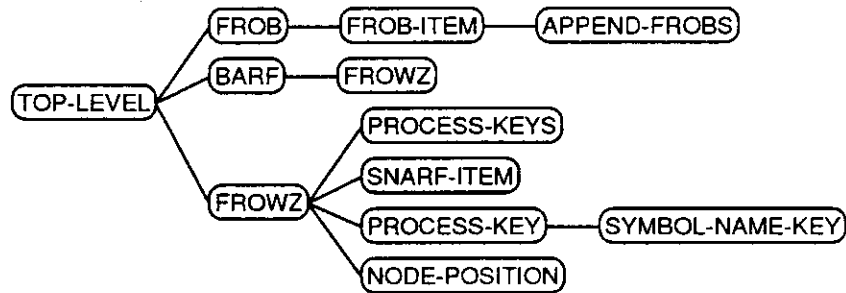 FROB FROB-ITEM APPEND-FROBS
BARF FROWZ
TOP-LEVEL
PROCESS-KEYS
SNARF-ITEM
FROWZ
PROCESS-KEY SYMBOL-NAME-KEY
NODE-POSITION